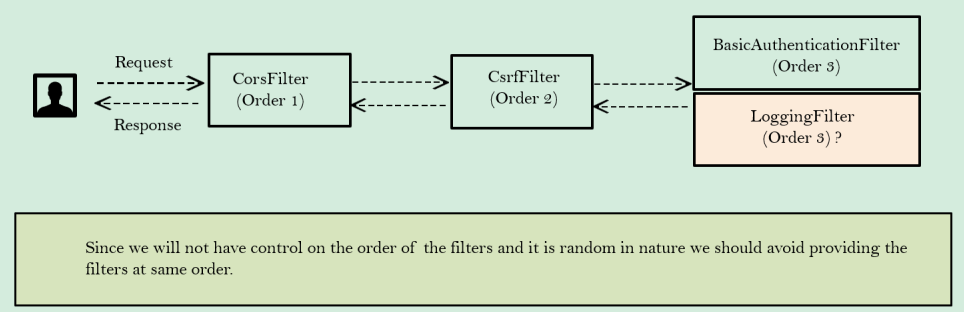 Request
Response
CorsFilter
(Order 1)
CsrfFilter
(Order 2)
BasicAuthenticationFilter
(Order 3)
LoggingFilter
(Order 3) ?
Since we will not have control on the order of the filters and it is random in nature we should avoid providing the
filters at same order.